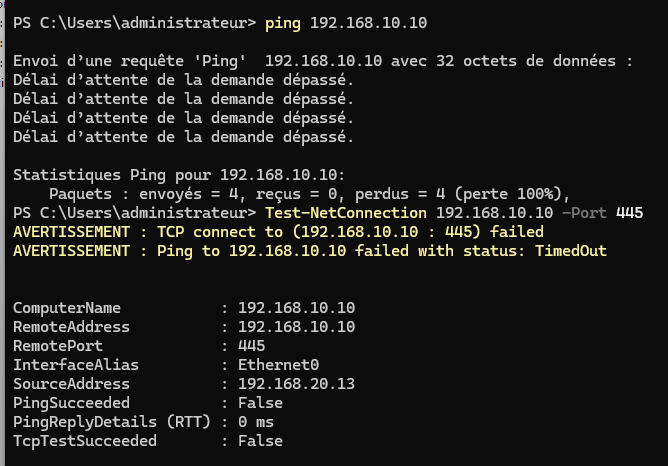 PS C:\Users\administrateur> ping 192.168.10.10
Envoi d’une requête 'Ping'  192.168.10.10 avec 32 octets de données :
Délai d’attente de la demande dépassé.
Délai d’attente de la demande dépassé.
Délai d’attente de la demande dépassé.
Délai d’attente de la demande dépassé.
Statistiques Ping pour 192.168.10.10:
    Paquets : envoyés = 4, reçus = 0, perdus = 4 (perte 100%),
PS C:\Users\administrateur> Test-NetConnection 192.168.10.10 -Port 445
AVERTISSEMENT : TCP connect to (192.168.10.10 : 445) failed
AVERTISSEMENT : Ping to 192.168.10.10 failed with status: TimedOut
ComputerName           : 192.168.10.10
RemoteAddress          : 192.168.10.10
RemotePort             : 445
InterfaceAlias         : Ethernet0
SourceAddress          : 192.168.20.13
PingSucceeded          : False
PingReplyDetails (RTT) : 0 ms
TcpTestSucceeded       : False